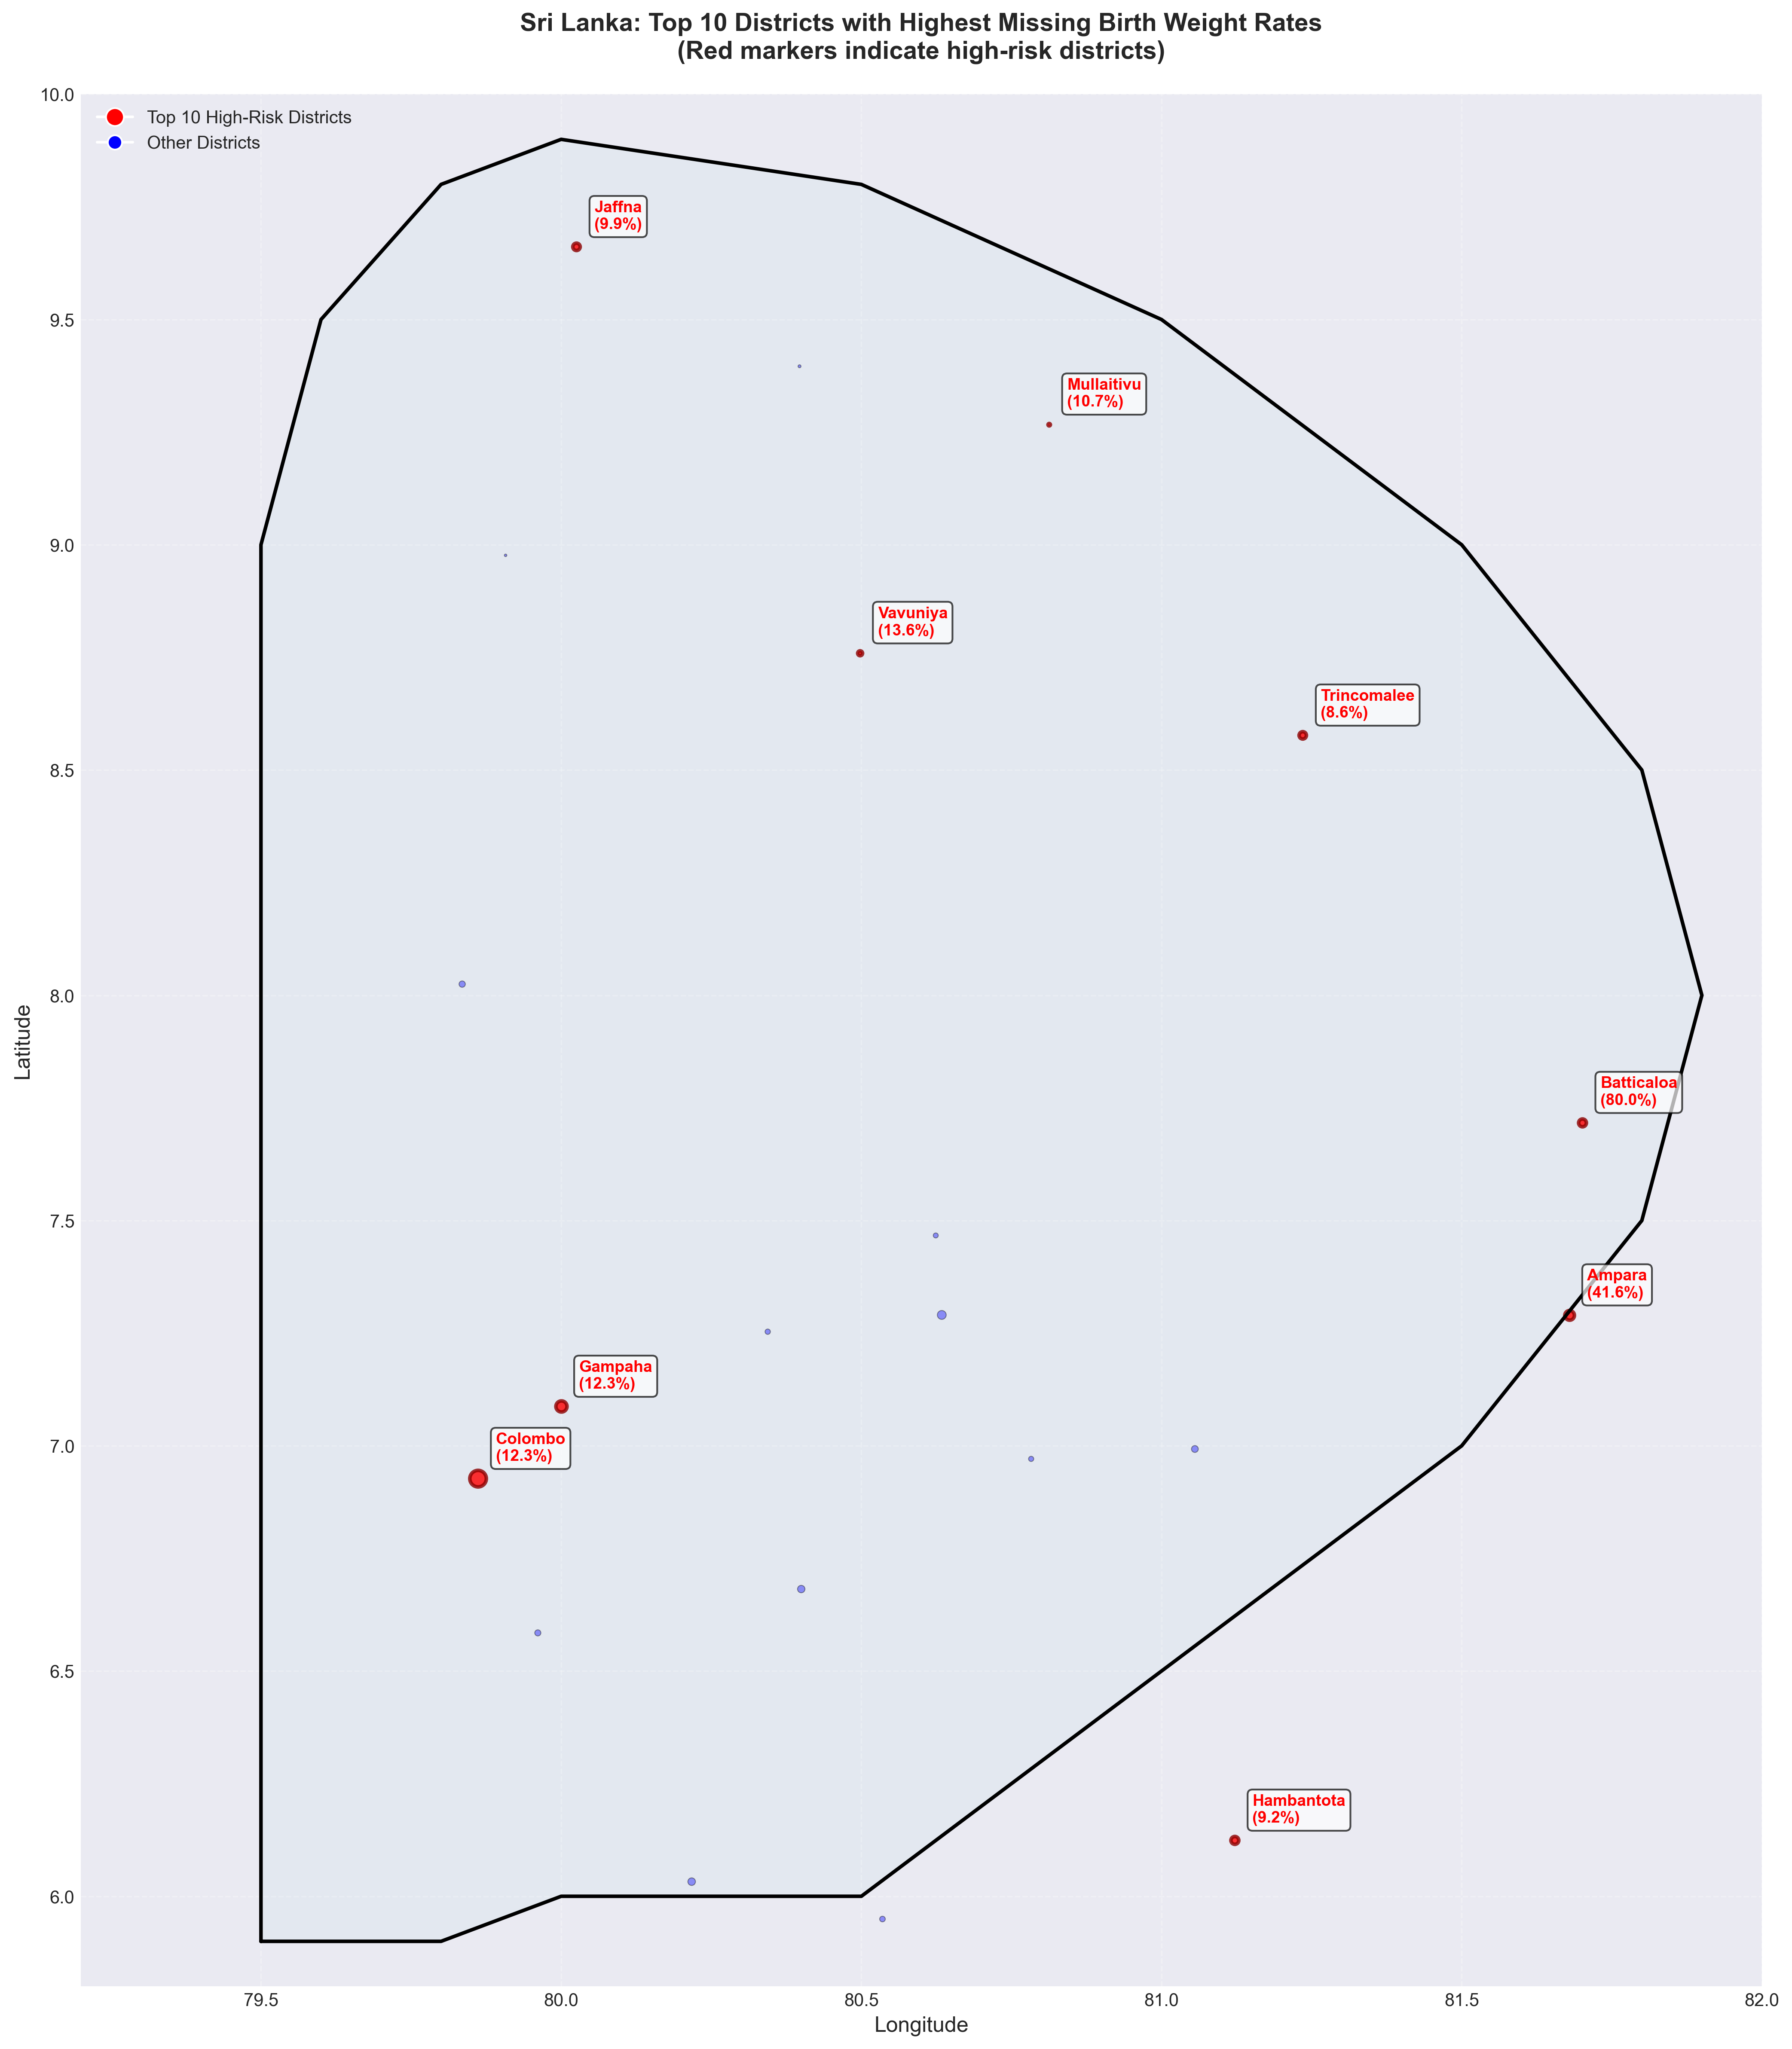 Sri Lanka: Top 10 Districts with Highest Missing Birth Weight Rates
(Red markers indicate high-risk districts)
Top 10 High-Risk Districts
Other Districts
Jaffna
(9.9%)
Mullaitivu
(10.7%)
Vavuniya
(13.6%)
Trincomalee
(8.6%)
Batticaloa
(80.0%)
Ampara
(41.6%)
Gampaha
(12.3%)
Colombo
(12.3%)
Hambantota
(9.2%)
Latitude
10.0
9.5
9.0
8.5
8.0
7.5
7.0
6.5
6.0
79.5
80.0
80.5
81.0
81.5
82.0
Longitude